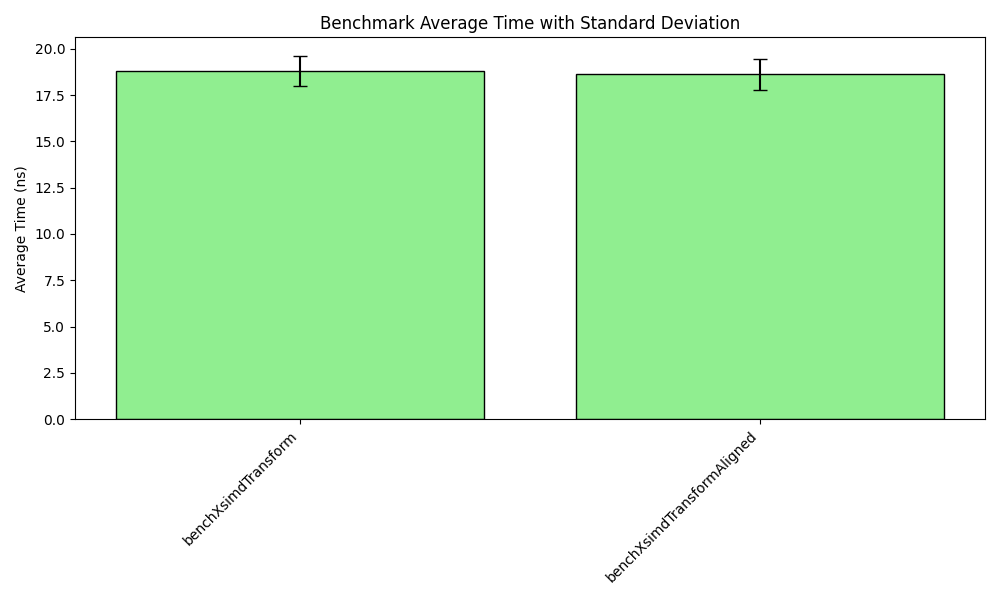 Benchmark Average Time with Standard Deviation
Average Time (ns)
20.0
17.5
15.0
12.5
10.0
7.5
5.0
2.5
0.0
benchXsimdTransform
benchXsimdTransformAligned